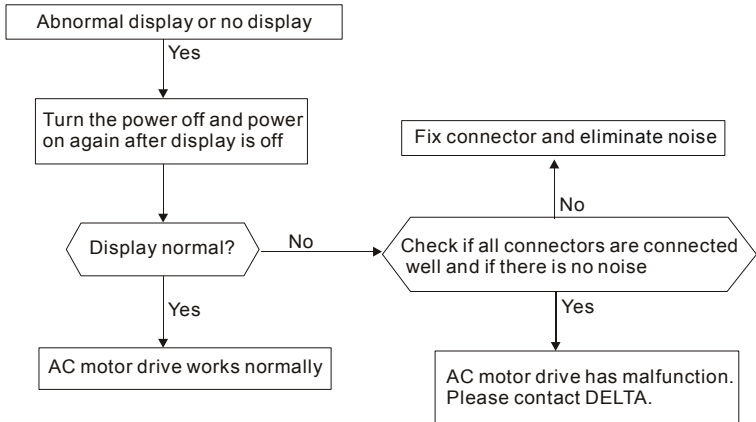 Abnormal display or no display
Yes
Turn the power off and power
on again after display is off
Fix connector and eliminate noise
No
Display normal?
No
Check if all connectors are connected
well and if there is no noise
Yes
Yes
AC motor drive works normally
AC motor drive has malfunction.
Please contact DELTA.